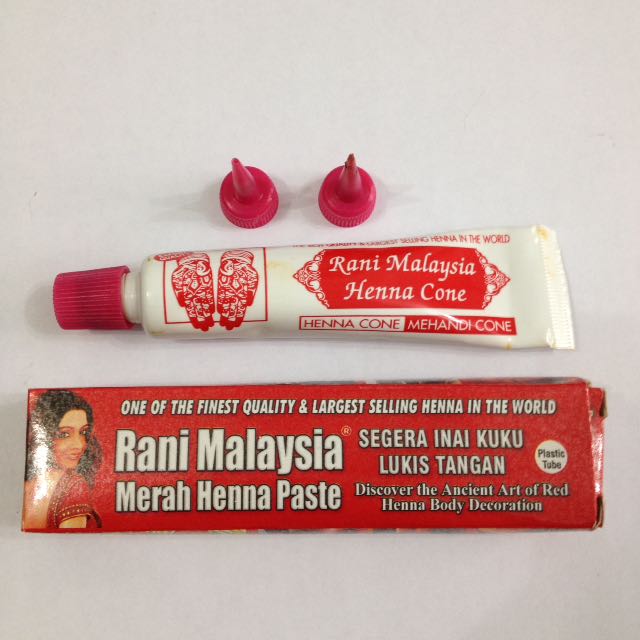 THE BEST QUALITY & LARGEST SELLING HENNA IN THE WORLD
Rani Malaysia
Henna Cone
HENNA CONE MEHANDI CONE
ONE OF THE FINEST QUALITY & LARGEST SELLING HENNA IN THE WORLD
Rani Malaysia®
Merah Henna Paste
SEGERA INAI KUKU
LUKIS TANGAN
Plastic
Tube
Discover the Ancient Art of Red
Henna Body Decoration